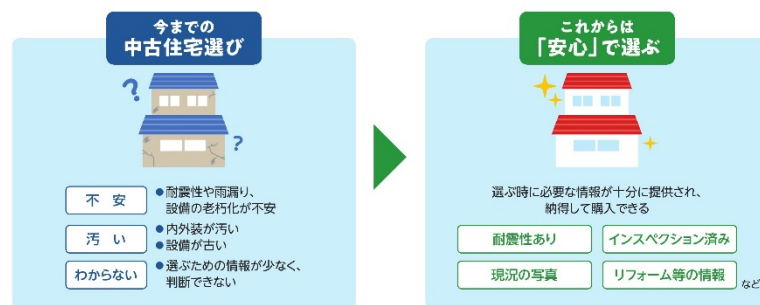 今までの
中古住宅選び
?
?
不安
●耐震性や雨漏り、
設備の老朽化が不安
汚い
●内外装が汚い
●設備が古い
わからない
●選ぶための情報が少なく、
判断できない
これからは
「安心」で選ぶ
選ぶ時に必要な情報が十分に提供され、
納得して購入できる
耐震性あり
インスペクション済み
現況の写真
リフォーム等の情報
など